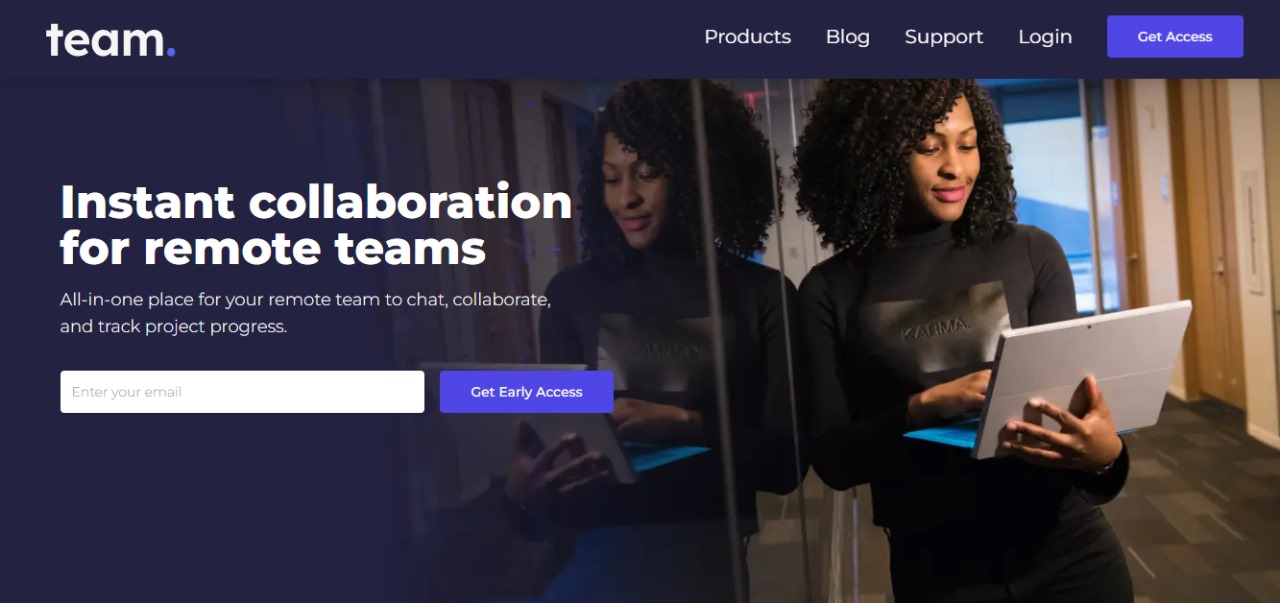 team.
Products
Blog
Support
Login
Get Access
Instant collaboration
for remote teams
All-in-one place for your remote team to chat, collaborate,
and track project progress.
Enter your email
Get Early Access
KARMA.